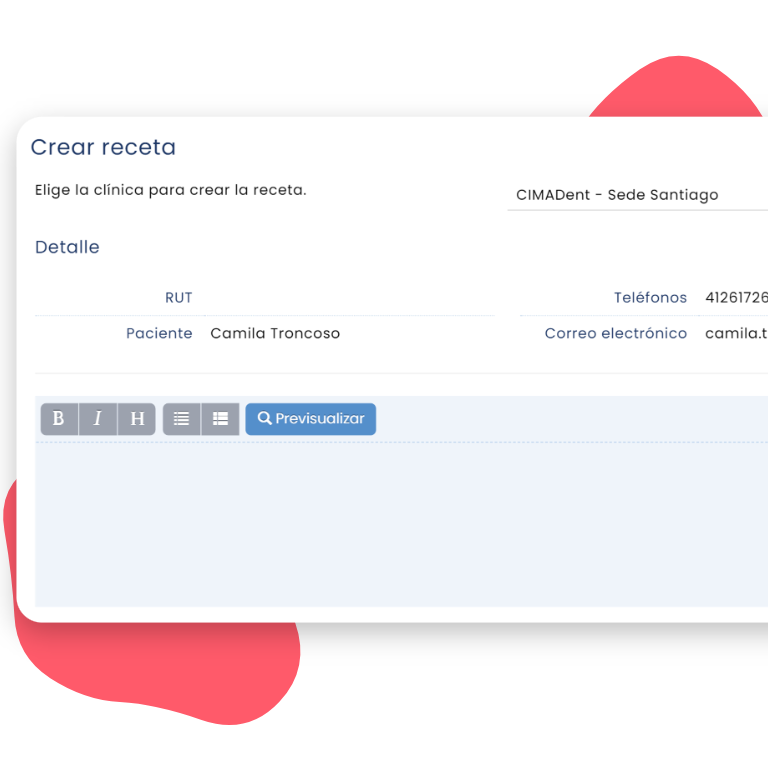 Crear receta
Elige la clínica para crear la receta.
CIMADent - Sede Santiago
Detalle
RUT
Teléfonos 41261726
Paciente Camila Troncoso
Correo electrónico camila.t
B I H Previsualizar